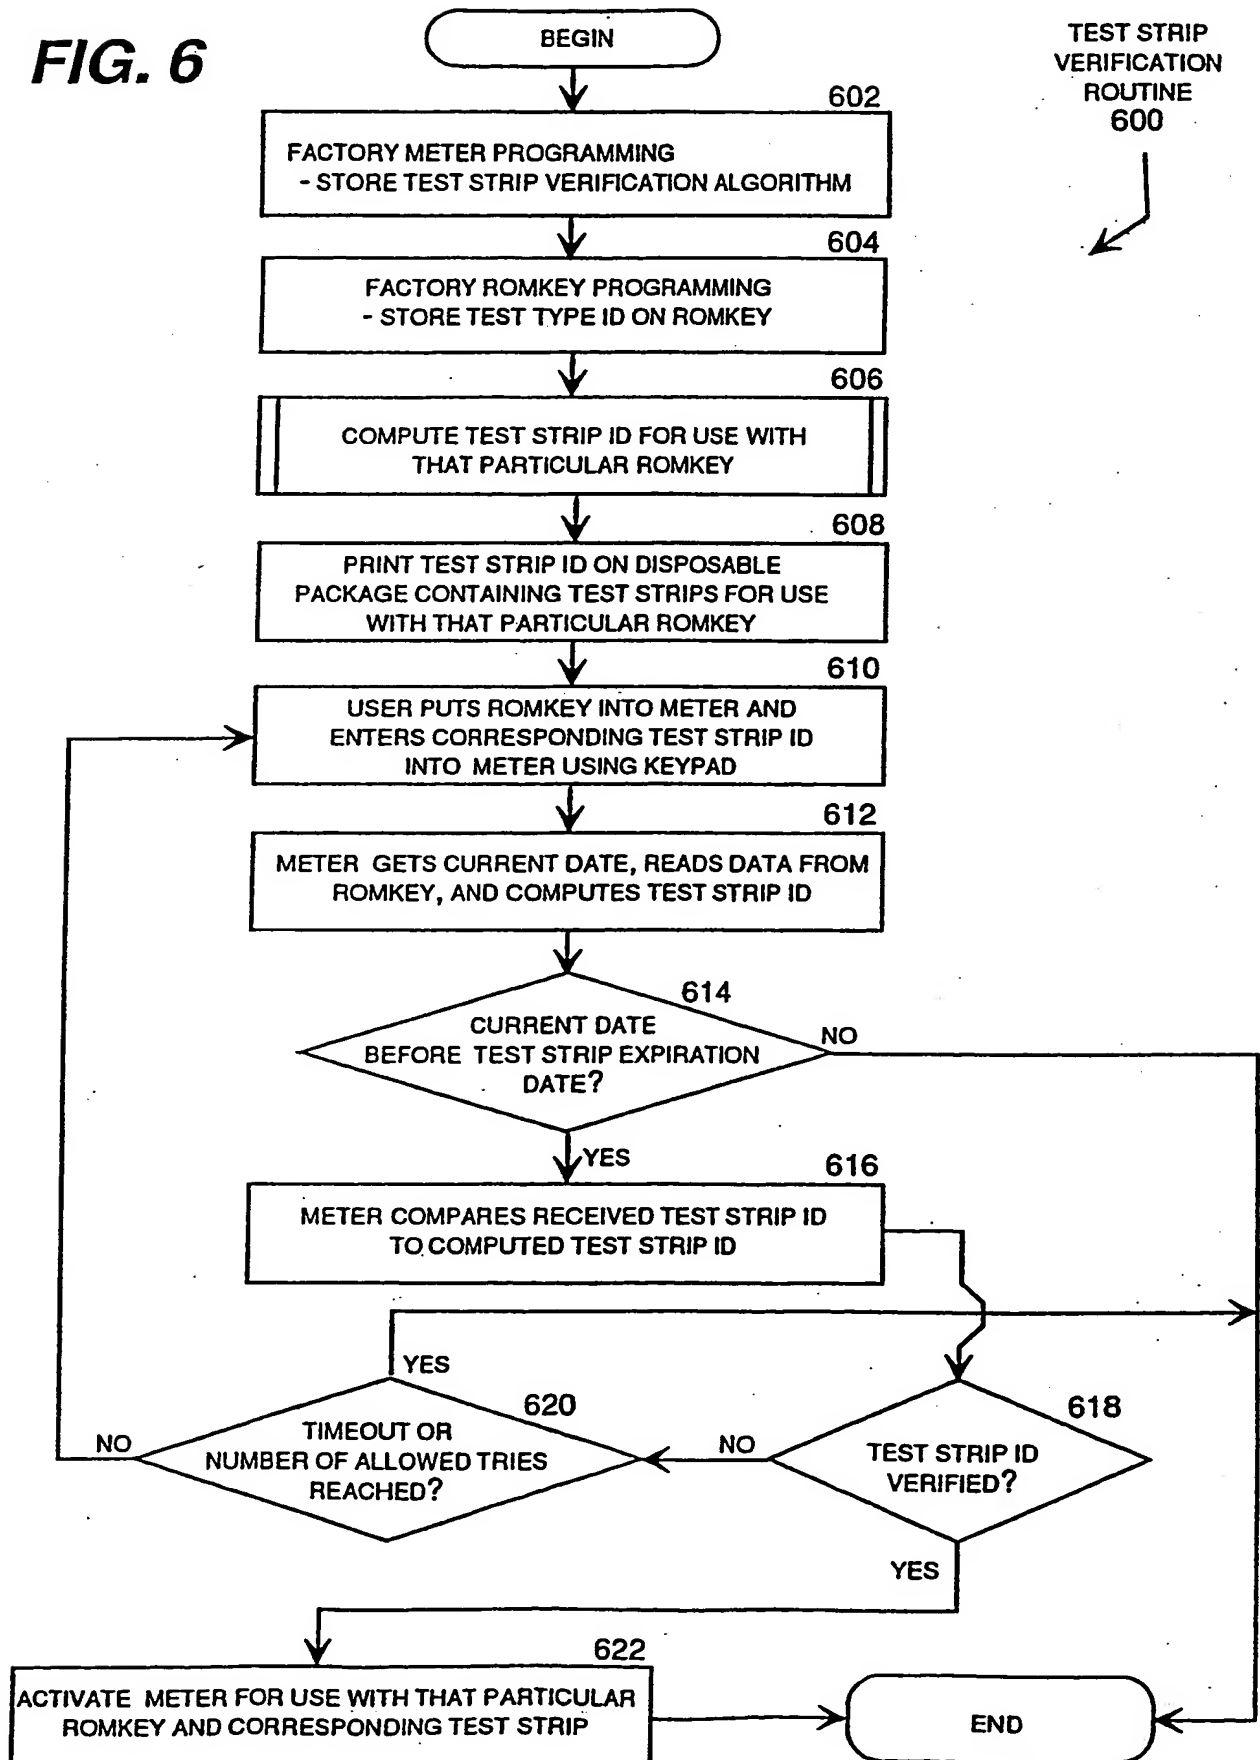 FIG. 6
BEGIN
TEST STRIP
VERIFICATION
ROUTINE
600
602
FACTORY METER PROGRAMMING
- STORE TEST STRIP VERIFICATION ALGORITHM
604
FACTORY ROMKEY PROGRAMMING
- STORE TEST TYPE ID ON ROMKEY
606
COMPUTE TEST STRIP ID FOR USE WITH
THAT PARTICULAR ROMKEY
608
PRINT TEST STRIP ID ON DISPOSABLE
PACKAGE CONTAINING TEST STRIPS FOR USE
WITH THAT PARTICULAR ROMKEY
610
USER PUTS ROMKEY INTO METER AND
ENTERS CORRESPONDING TEST STRIP ID
INTO METER USING KEYPAD
612
METER GETS CURRENT DATE, READS DATA FROM
ROMKEY, AND COMPUTES TEST STRIP ID
614
CURRENT DATE
BEFORE TEST STRIP EXPIRATION
DATE?
NO
YES
616
METER COMPARES RECEIVED TEST STRIP ID
TO COMPUTED TEST STRIP ID
YES
620
TIMEOUT OR
NUMBER OF ALLOWED TRIES
REACHED?
NO
NO
618
TEST STRIP ID
VERIFIED?
YES
622
ACTIVATE METER FOR USE WITH THAT PARTICULAR
ROMKEY AND CORRESPONDING TEST STRIP
END